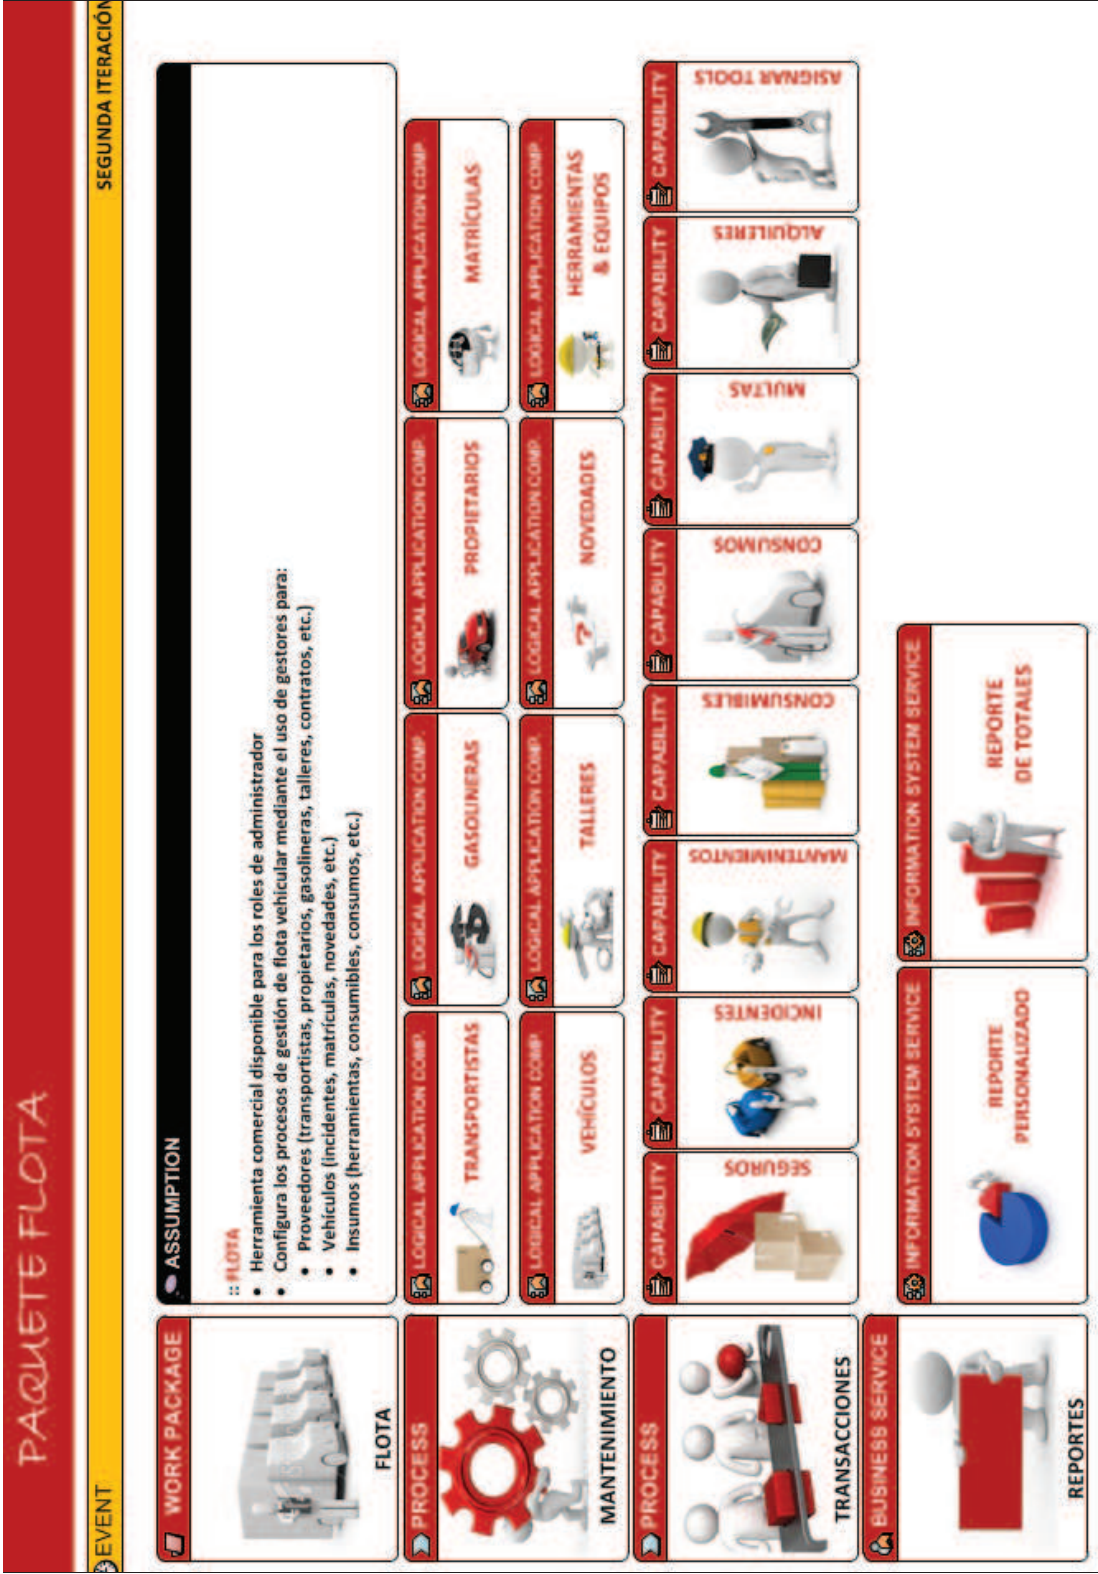 PAQUETE FLOTA
EVENT
SEGUNDA ITERACIÓN
WORK PACKAGE
FLOTA
ASSUMPTION
:: FLOTA
• Herramienta comercial disponible para los roles de administrador
• Configura los procesos de gestión de flota vehicular mediante el uso de gestores para:
• Proveedores (transportistas, propietarios, gasolineras, talleres, contratos, etc.)
• Vehículos (incidentes, matrículas, novedades, etc.)
• Insumos (herramientas, consumibles, consumos, etc.)
PROCESS
MANTENIMIENTO
LOGICAL APPLICATION COMP.
TRANSPORTISTAS
LOGICAL APPLICATION COMP.
GASOLINERAS
LOGICAL APPLICATION COMP.
PROPIETARIOS
LOGICAL APPLICATION COMP.
MATRÍCULAS
LOGICAL APPLICATION COMP.
VEHÍCULOS
LOGICAL APPLICATION COMP.
TALLERES
LOGICAL APPLICATION COMP.
NOVEDADES
LOGICAL APPLICATION COMP.
HERRAMIENTAS
& EQUIPOS
PROCESS
TRANSACCIONES
CAPABILITY
SEGUROS
CAPABILITY
INCIDENTES
CAPABILITY
MANTENIMIENTOS
CAPABILITY
CONSUMIBLES
CAPABILITY
CONSUMOS
CAPABILITY
MULTAS
CAPABILITY
ALQUILERES
CAPABILITY
ASIGNAR TOOLS
BUSINESS SERVICE
REPORTES
INFORMATION SYSTEM SERVICE
REPORTE
PERSONALIZADO
INFORMATION SYSTEM SERVICE
REPORTE
DE TOTALES